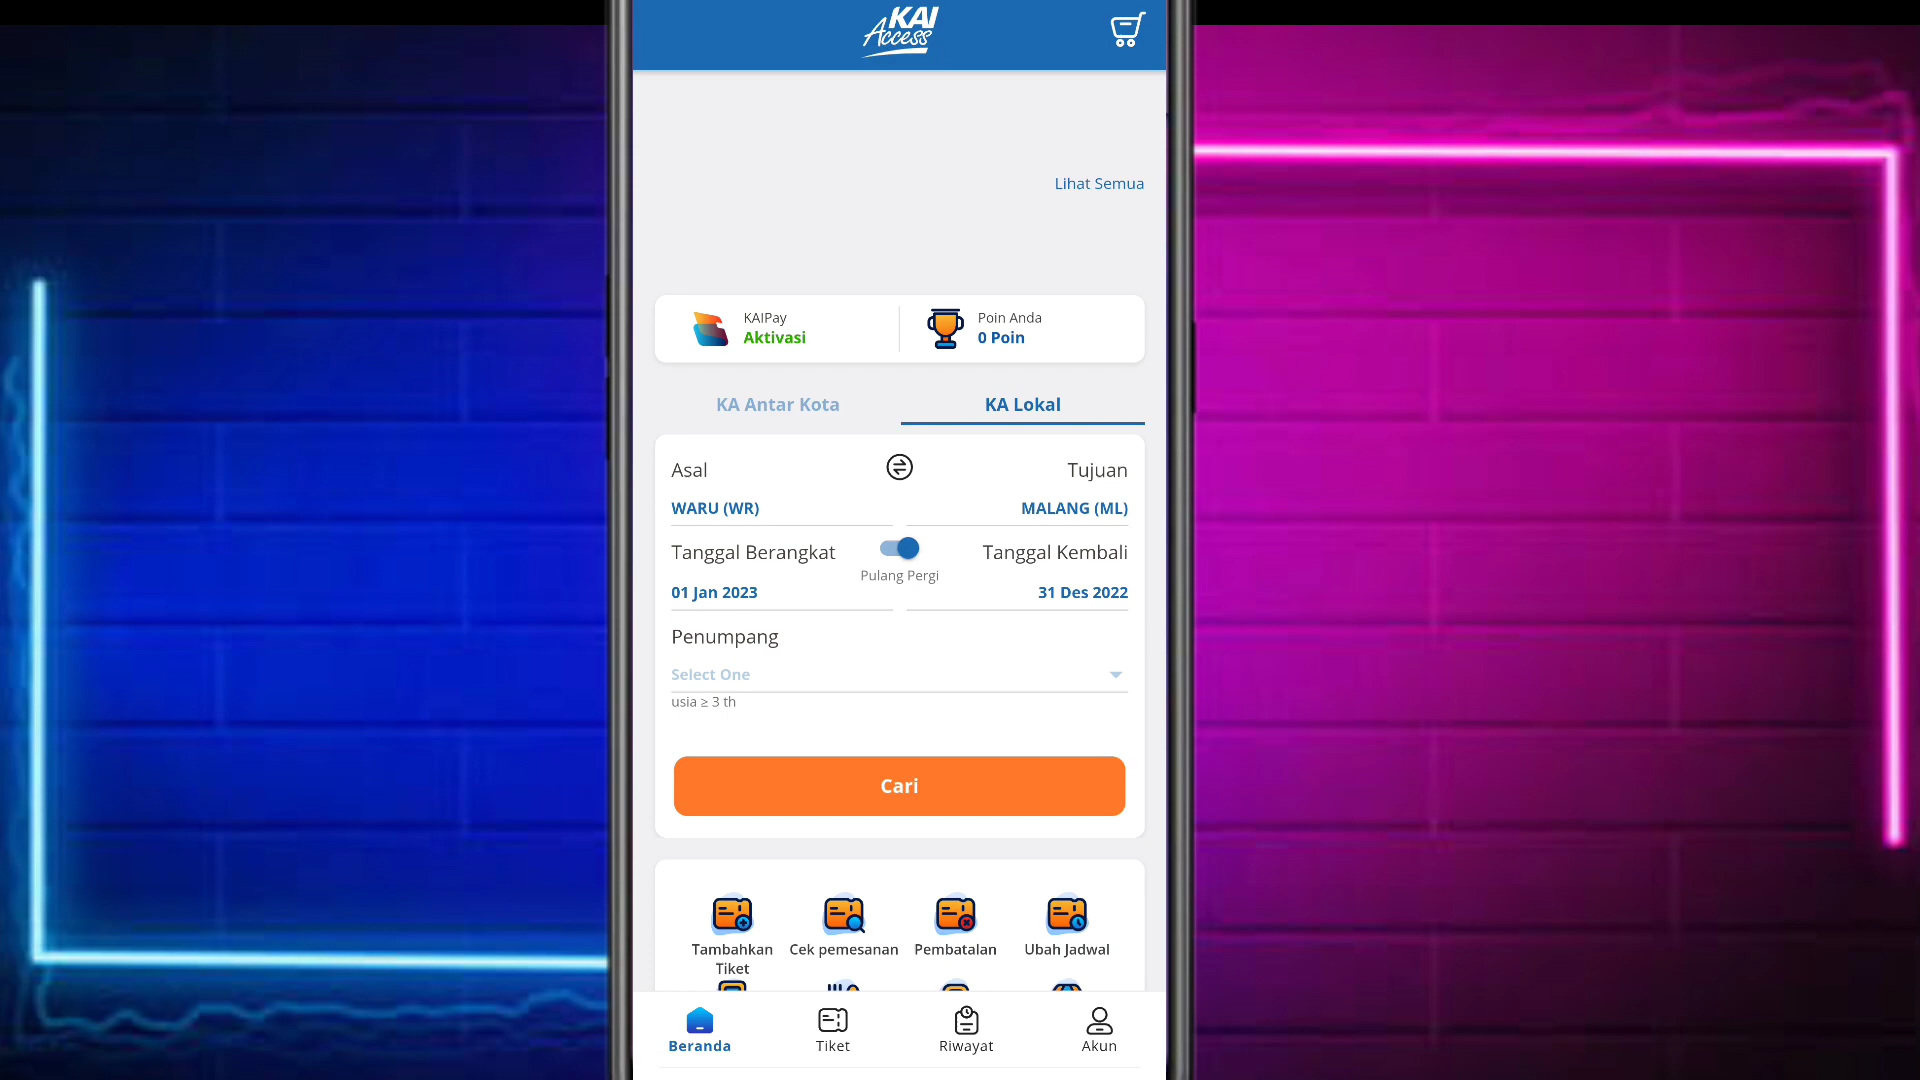 KAI
Access
Lihat Semua
KAIPay
Aktivasi
Poin Anda
0 Poin
KA Antar Kota
KA Lokal
Asal
Tujuan
WARU (WR)
MALANG (ML)
Tanggal Berangkat
Tanggal Kembali
Pulang Pergi
01 Jan 2023
31 Des 2022
Penumpang
Select One
usia ≥ 3 th
Cari
Tambahkan
Tiket
Cek pemesanan
Pembatalan
Ubah Jadwal
Beranda
Tiket
Riwayat
Akun